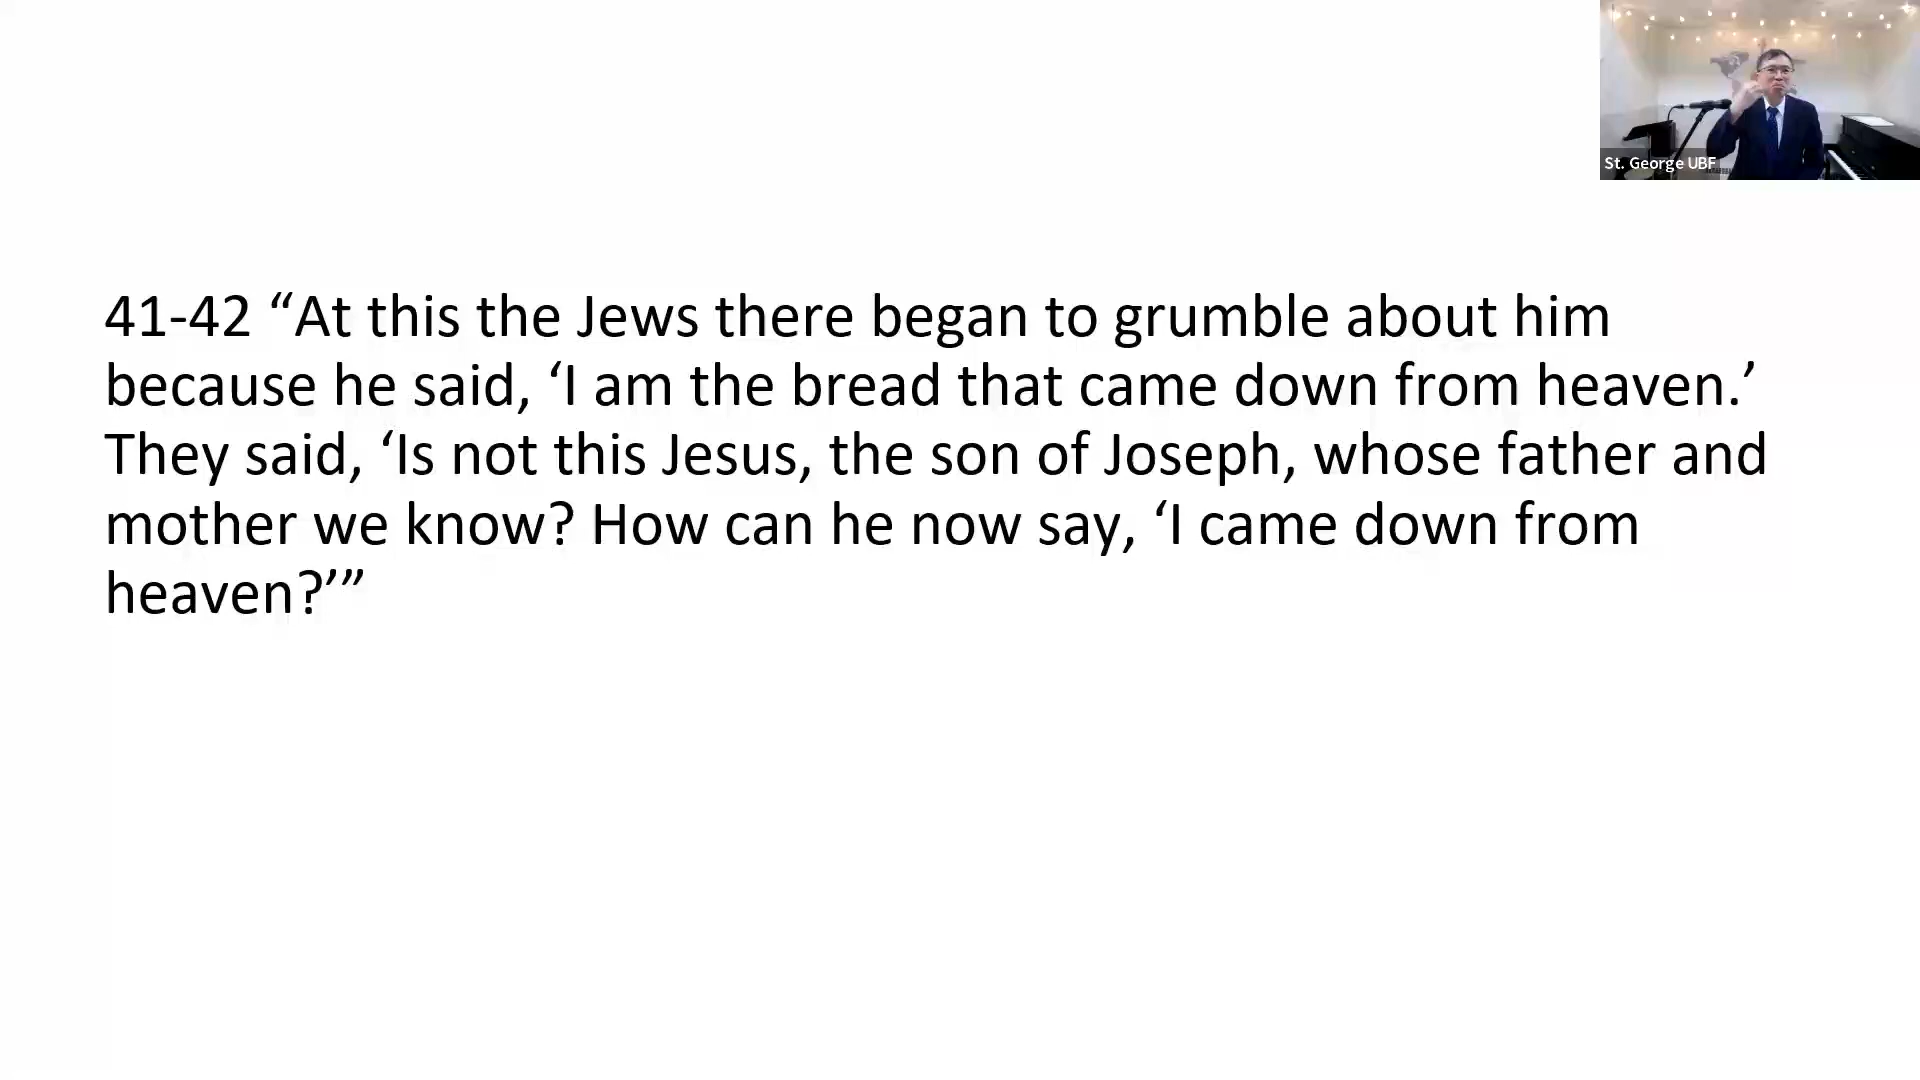 St. George UBF
41-42 “At this the Jews there began to grumble about him
because he said, ‘I am the bread that came down from heaven.’
They said, ‘Is not this Jesus, the son of Joseph, whose father and
mother we know? How can he now say, ‘I came down from
heaven?’”